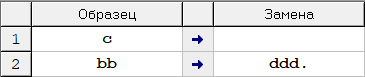 Образец Замена
1 c →
2 bb → ddd.